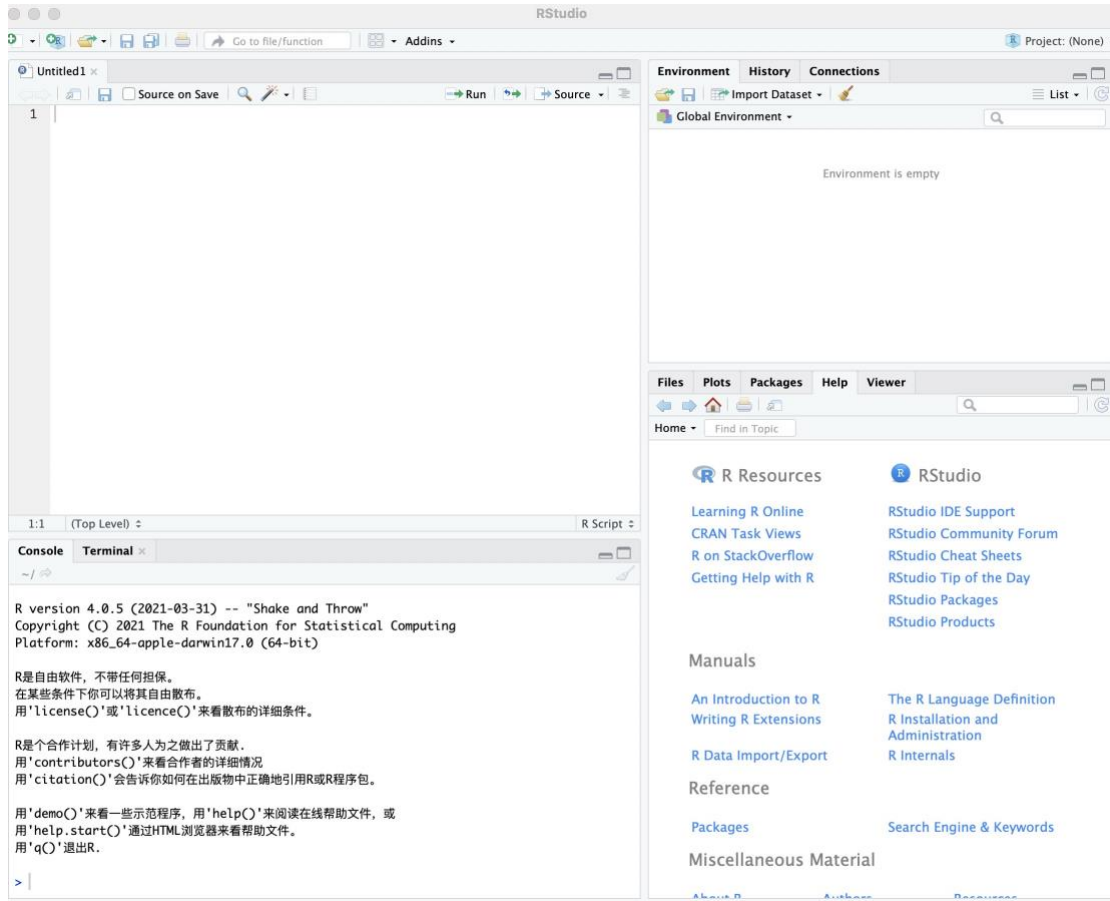 RStudio
Go to file/function
Addins
Project: (None)
Untitled1
Source on Save
Run
Source
1
1:1 (Top Level)
R Script
Console Terminal
~/
R version 4.0.5 (2021-03-31) -- "Shake and Throw"
Copyright (C) 2021 The R Foundation for Statistical Computing
Platform: x86_64-apple-darwin17.0 (64-bit)
R是自由软件，不带任何担保。
在某些条件下你可以将其自由散布。
用'license()'或'licence()'来看散布的详细条件。
R是个合作计划，有许多人为之做出了贡献.
用'contributors()'来看合作者的详细情况
用'citation()'会告诉你如何在出版物中正确地引用R或R程序包。
用'demo()'来看一些示范程序，用'help()'来阅读在线帮助文件，或
用'help.start()'通过HTML浏览器来看帮助文件。
用'q()'退出R.
>
Environment History Connections
Import Dataset
List
Global Environment
Environment is empty
Files Plots Packages Help Viewer
Home Find in Topic
R Resources
Learning R Online
CRAN Task Views
R on StackOverflow
Getting Help with R
RStudio
RStudio IDE Support
RStudio Community Forum
RStudio Cheat Sheets
RStudio Tip of the Day
RStudio Packages
RStudio Products
Manuals
An Introduction to R
Writing R Extensions
R Data Import/Export
The R Language Definition
R Installation and
Administration
R Internals
Reference
Packages
Search Engine & Keywords
Miscellaneous Material
About R
Authors
Resources